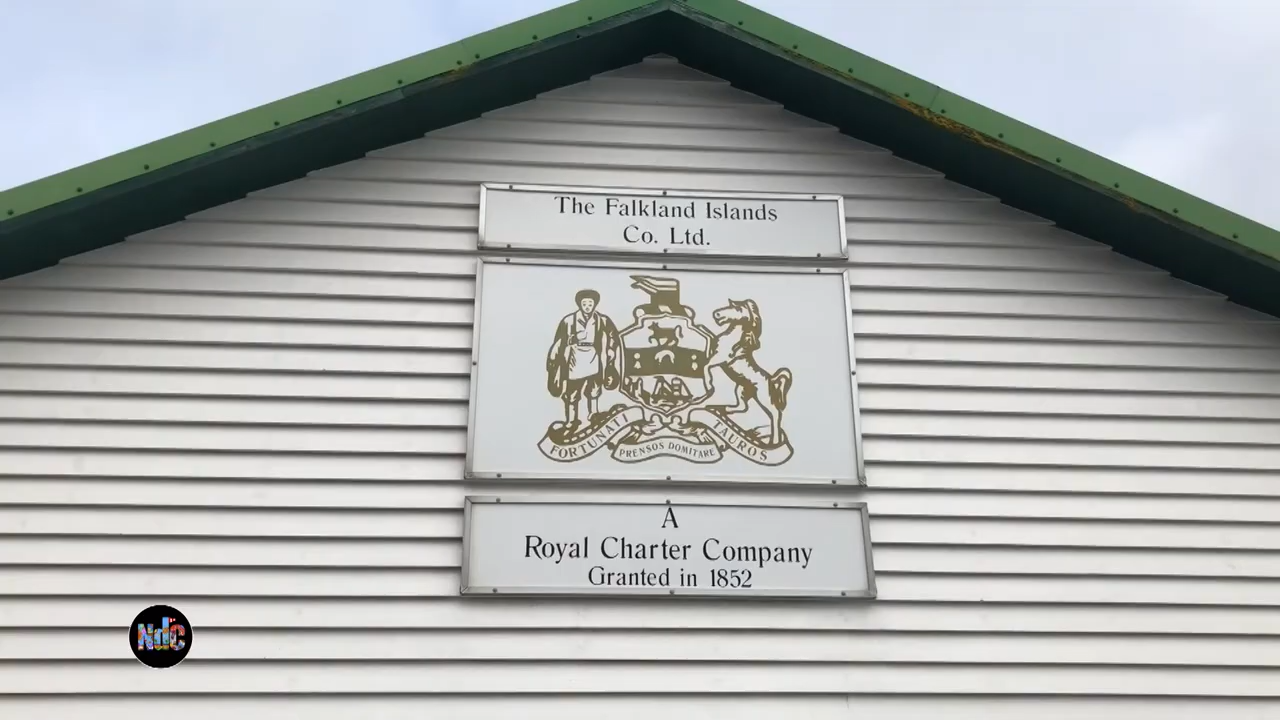 The Falkland Islands
Co. Ltd.
FORTUNATI PRENSOS DOMITARE TAUROS
A
Royal Charter Company
Granted in 1852
NdC